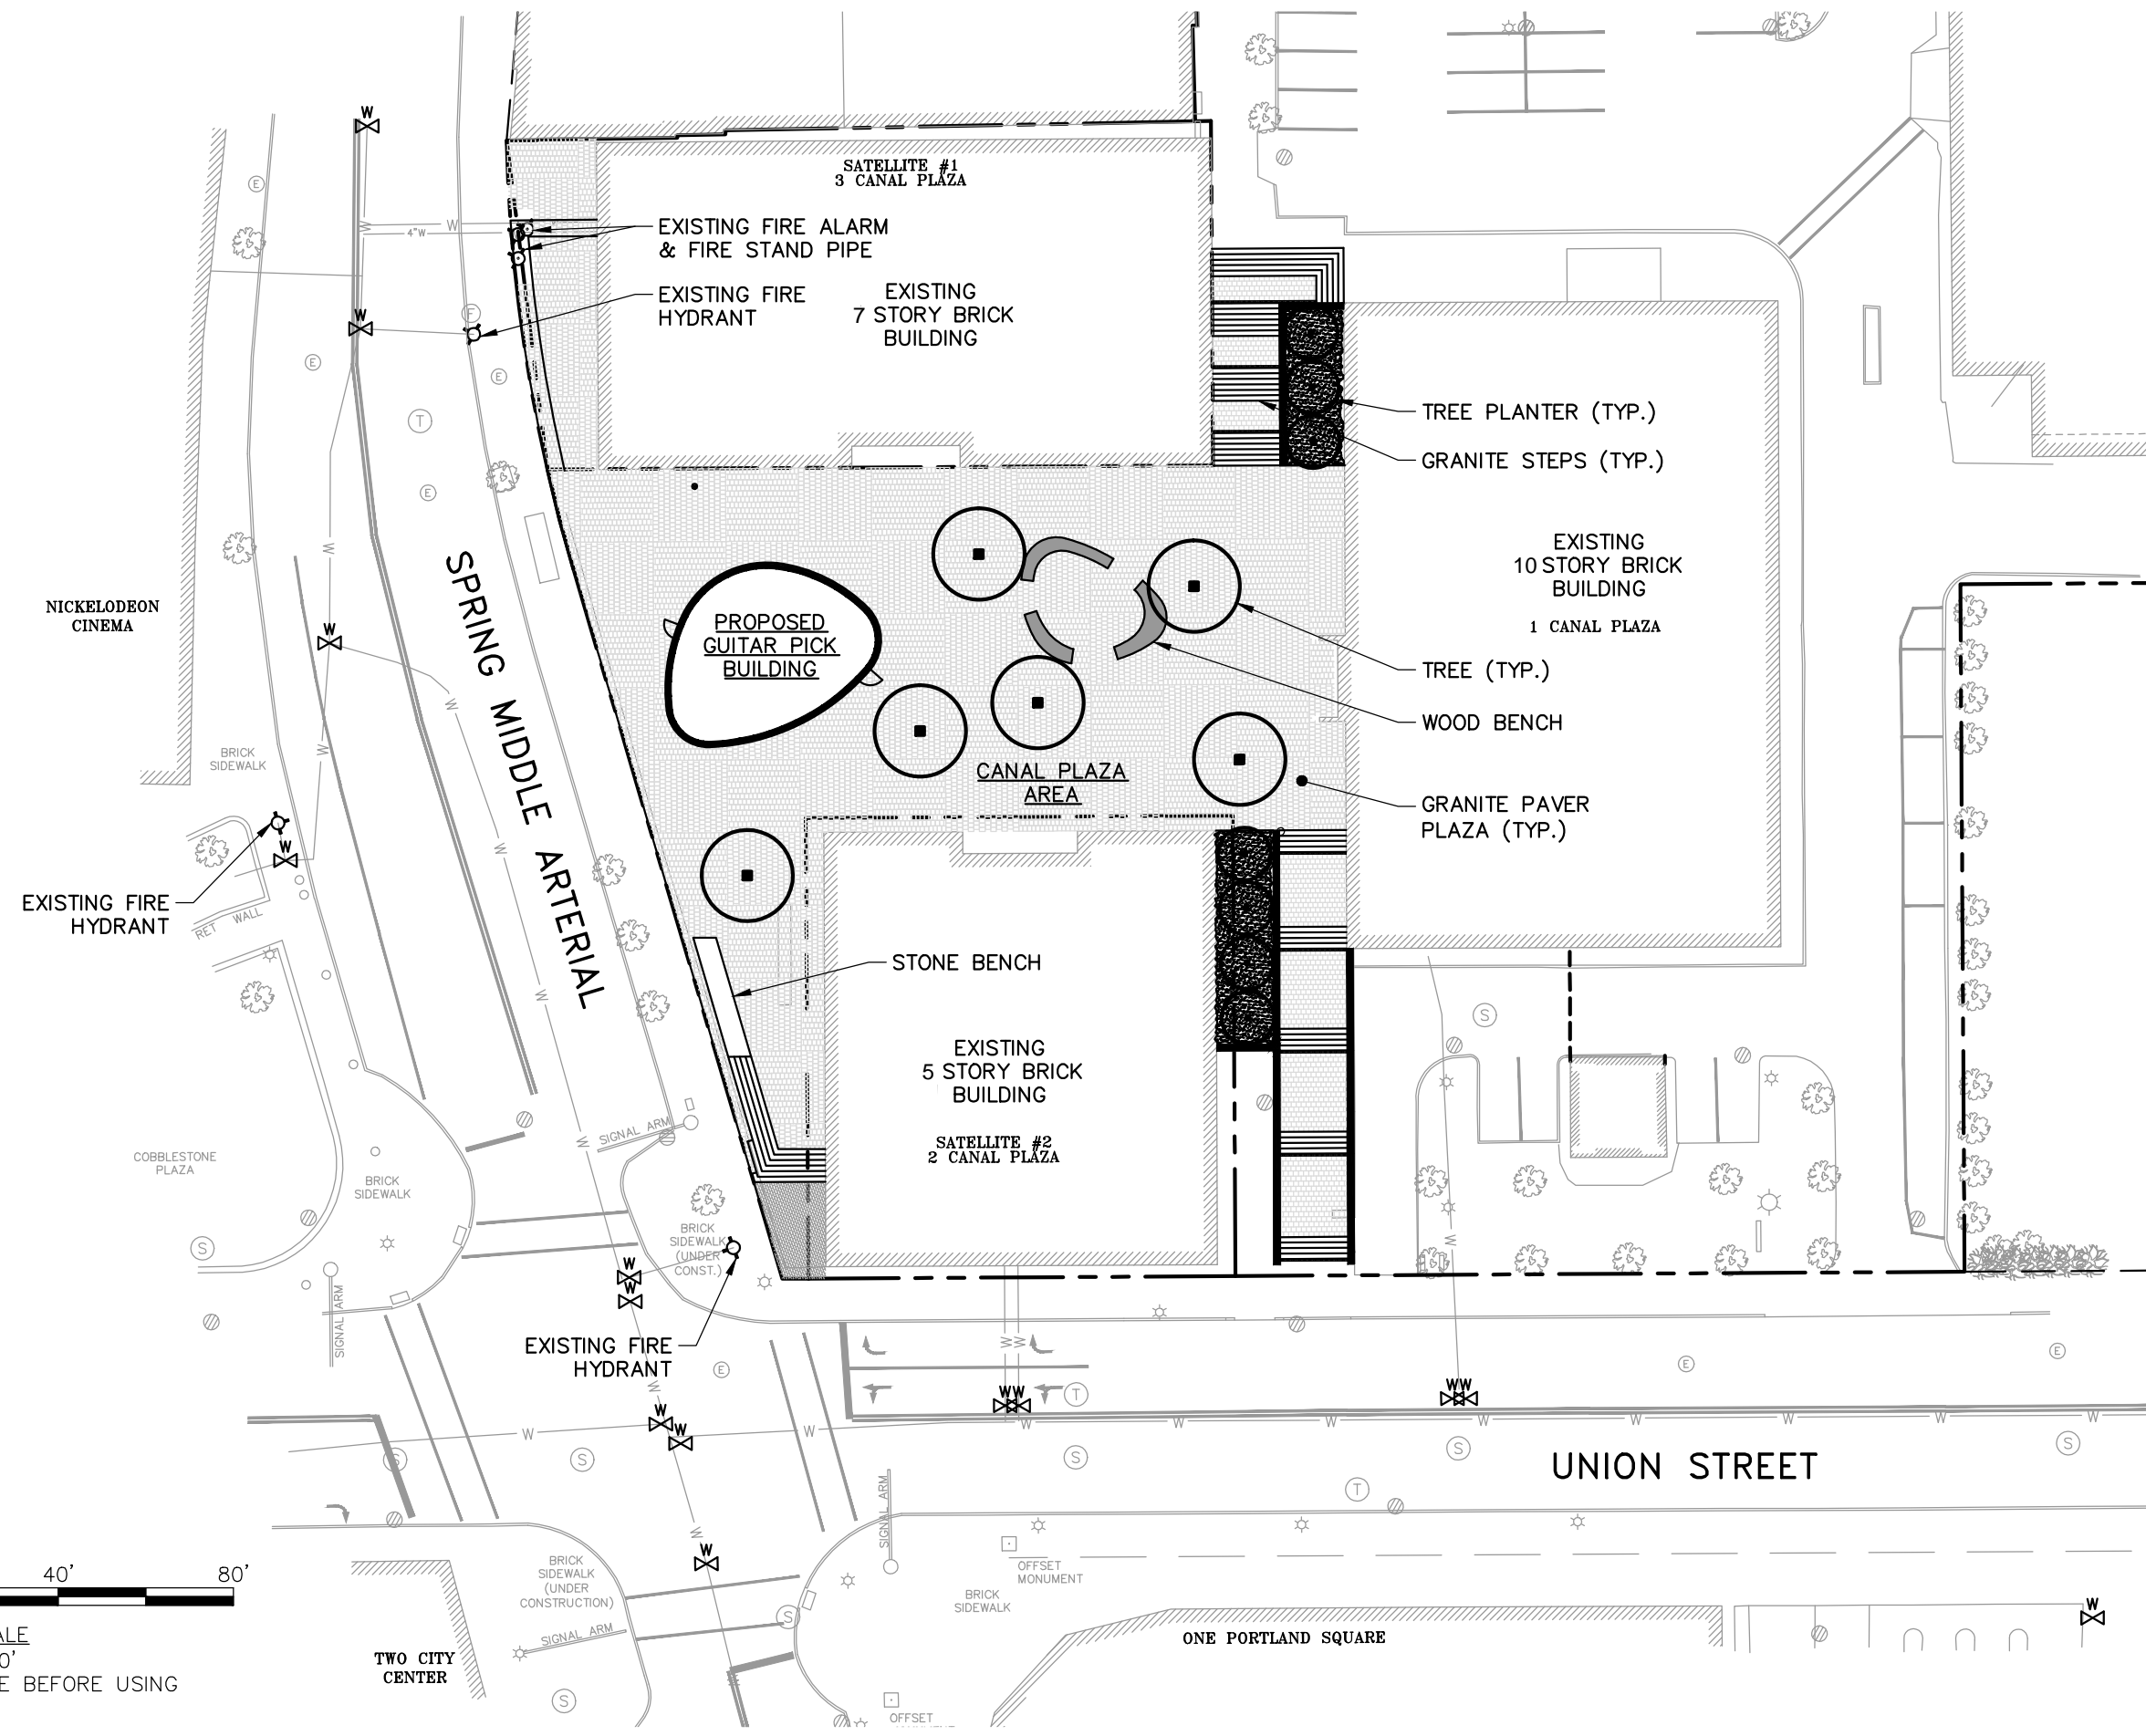 W
SATELLITE #1
3 CANAL PLAZA
EXISTING FIRE ALARM
& FIRE STAND PIPE
W
4"W
W
E
EXISTING FIRE
HYDRANT
EXISTING
7 STORY BRICK
BUILDING
W
F
E
E
T
E
TREE PLANTER (TYP.)
GRANITE STEPS (TYP.)
EXISTING
10 STORY BRICK
BUILDING
1 CANAL PLAZA
NICKELODEON
CINEMA
SPRING MIDDLE ARTERIAL
PROPOSED
GUITAR PICK
BUILDING
W
W
TREE (TYP.)
WOOD BENCH
W
W
BRICK
SIDEWALK
CANAL PLAZA
AREA
GRANITE PAVER
PLAZA (TYP.)
W
W
EXISTING FIRE
HYDRANT
RET WALL
STONE BENCH
W
S
EXISTING
5 STORY BRICK
BUILDING
SATELLITE #2
2 CANAL PLAZA
W
SIGNAL ARM
COBBLESTONE
PLAZA
BRICK
SIDEWALK
BRICK
SIDEWALK
(UNDER
CONST.)
S
W
W
W
SIGNAL ARM
EXISTING FIRE
HYDRANT
W W
E
E
E
W
T
W W
W W
W
W
W
W
W
W
W
W
W
W
W
S
S
S
S
S
UNION STREET
T
SIGNAL ARM
W
W
40'
80'
BRICK
SIDEWALK
(UNDER
CONSTRUCTION)
OFFSET
MONUMENT
BRICK
SIDEWALK
S
W
SIGNAL ARM
ONE PORTLAND SQUARE
TWO CITY
CENTER
0'
E BEFORE USING
S
W
OFFSET